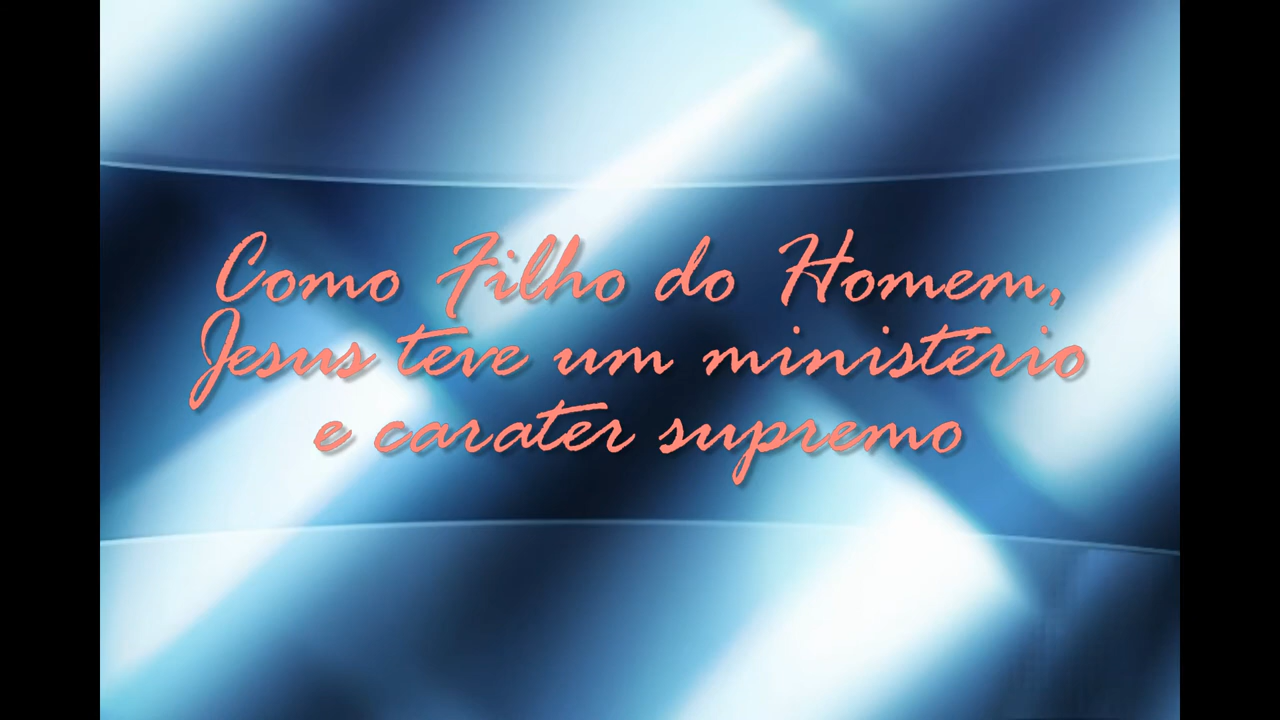 Como Filho do Homem,
Jesus teve um ministério
e carater supremo